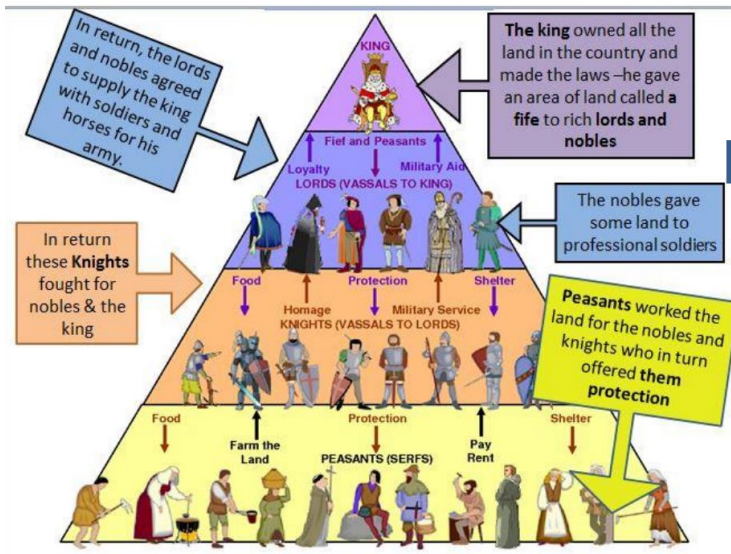 In return, the lords
and nobles agreed
to supply the king
with soldiers and
horses for his
army.
The king owned all the
land in the country and
made the laws –he gave
an area of land called a
fife to rich lords and
nobles
KING
Fief and Peasants
Loyalty
Military Aid
LORDS (VASSALS TO KING)
The nobles gave
some land to
professional soldiers
In return
these Knights
fought for
nobles & the
king
Food
Protection
Shelter
Homage
Military Service
KNIGHTS (VASSALS TO LORDS)
Peasants worked the
land for the nobles and
knights who in turn
offered them
protection
Food
Protection
Shelter
Farm the
Land
Pay
Rent
PEASANTS (SERFS)